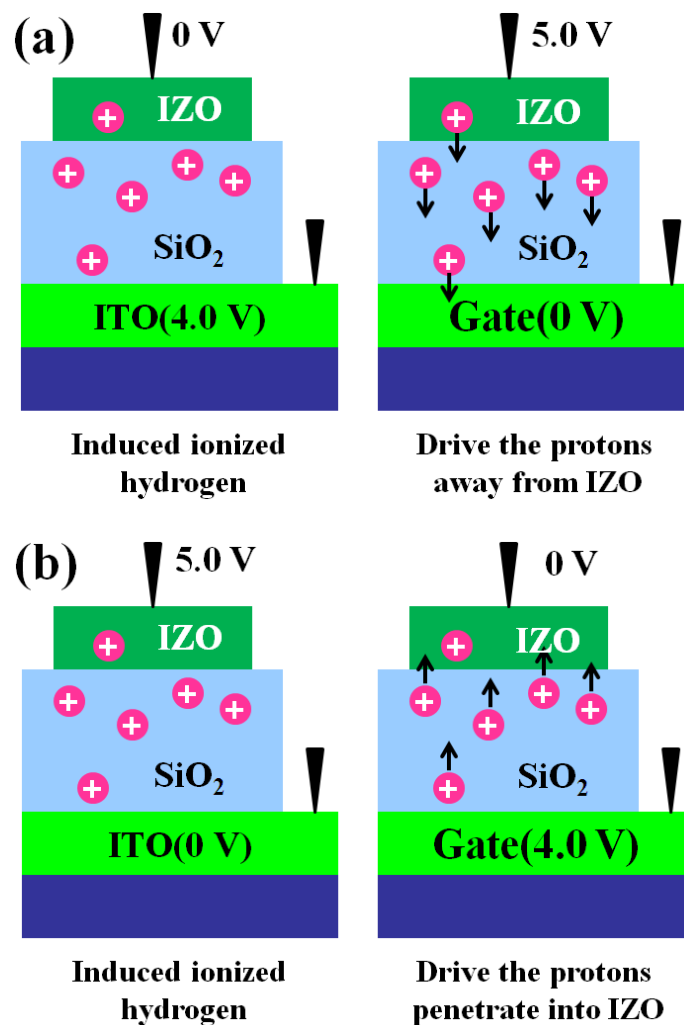 (a)
0 V
5.0 V
IZO
IZO
SiO₂
SiO₂
ITO(4.0 V)
Gate(0 V)
Induced ionized
hydrogen
Drive the protons
away from IZO
(b)
5.0 V
0 V
IZO
IZO
SiO₂
SiO₂
ITO(0 V)
Gate(4.0 V)
Induced ionized
hydrogen
Drive the protons
penetrate into IZO